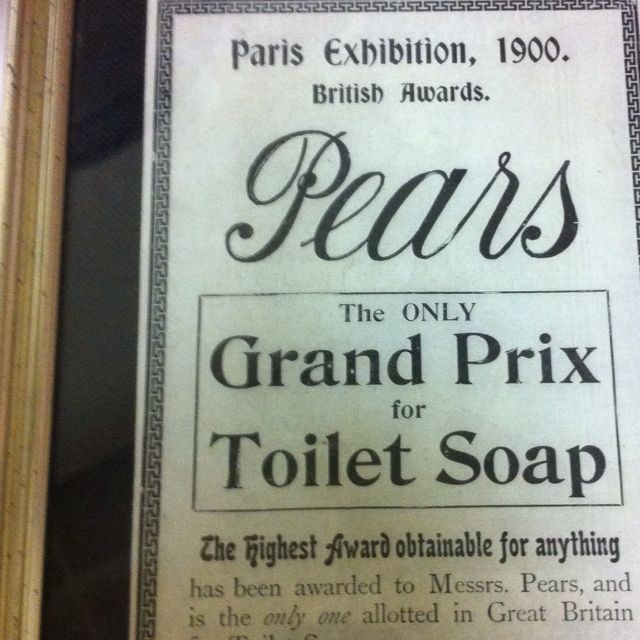 Paris Exhibition, 1900.
British Awards.
Pears
The ONLY
Grand Prix
for
Toilet Soap
The Highest Award obtainable for anything
has been awarded to Messrs. Pears, and
is the only one allotted in Great Britain